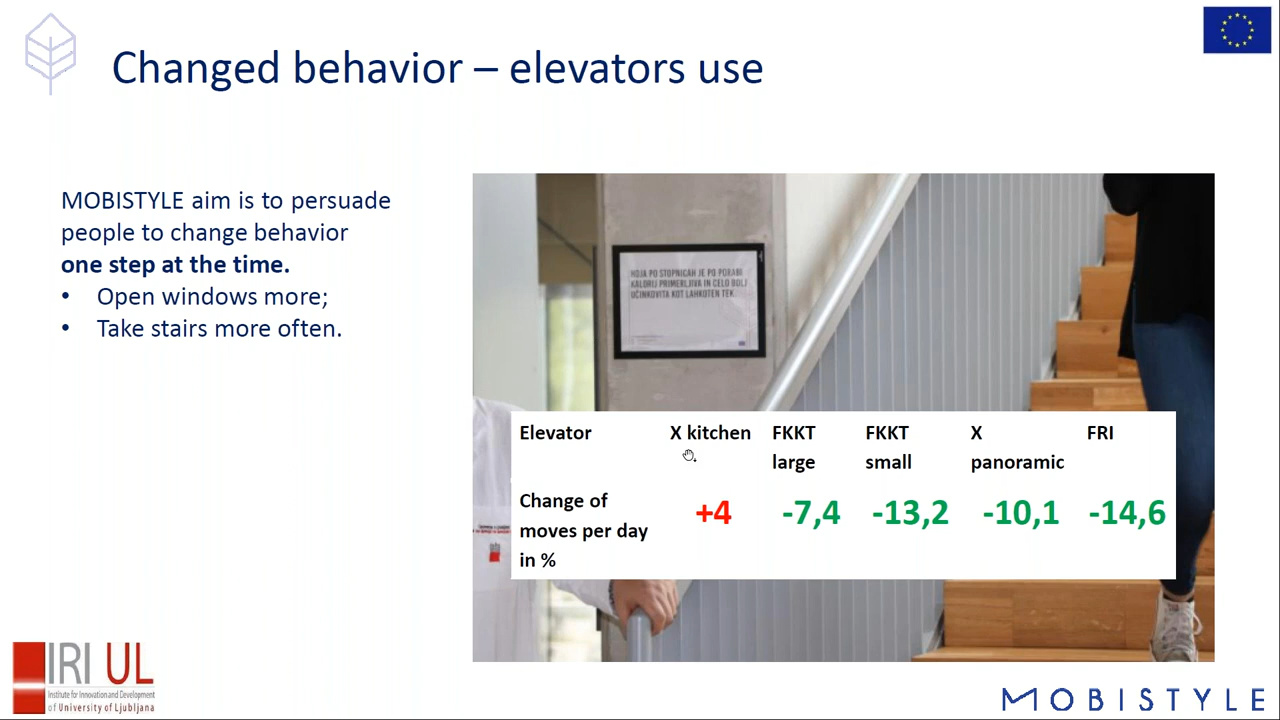 Changed behavior – elevators use
MOBISTYLE aim is to persuade
people to change behavior
one step at the time.
• Open windows more;
• Take stairs more often.
HOJA PO STOPNICAH JE PO PORABI
KALORIJ PRIMERLJIVA IN CELO BOLJ
UČINKOVITA KOT LAHKOTEN TEK.
Elevator X kitchen FKKT large FKKT small X panoramic FRI
Change of moves per day in % +4 -7,4 -13,2 -10,1 -14,6
IRI UL
Institute for Innovation and Development
of University of Ljubljana
MOBISTYLE